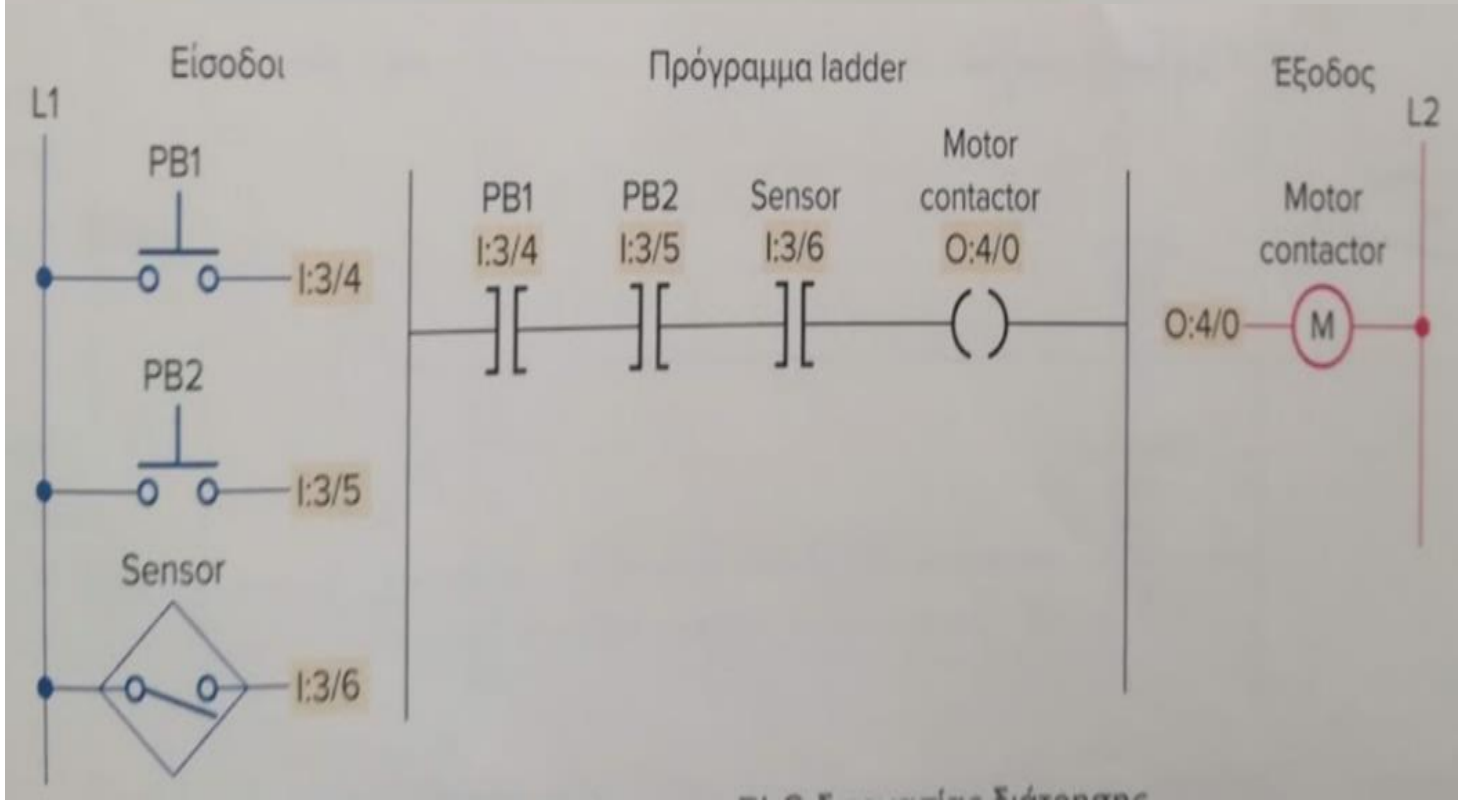 Είσοδοι
L1
PB1
I:3/4
PB2
I:3/5
Sensor
I:3/6
Πρόγραμμα ladder
PB1
I:3/4
PB2
I:3/5
Sensor
I:3/6
Motor
contactor
O:4/0
Έξοδος
L2
Motor
contactor
O:4/0
M
διάτρησης